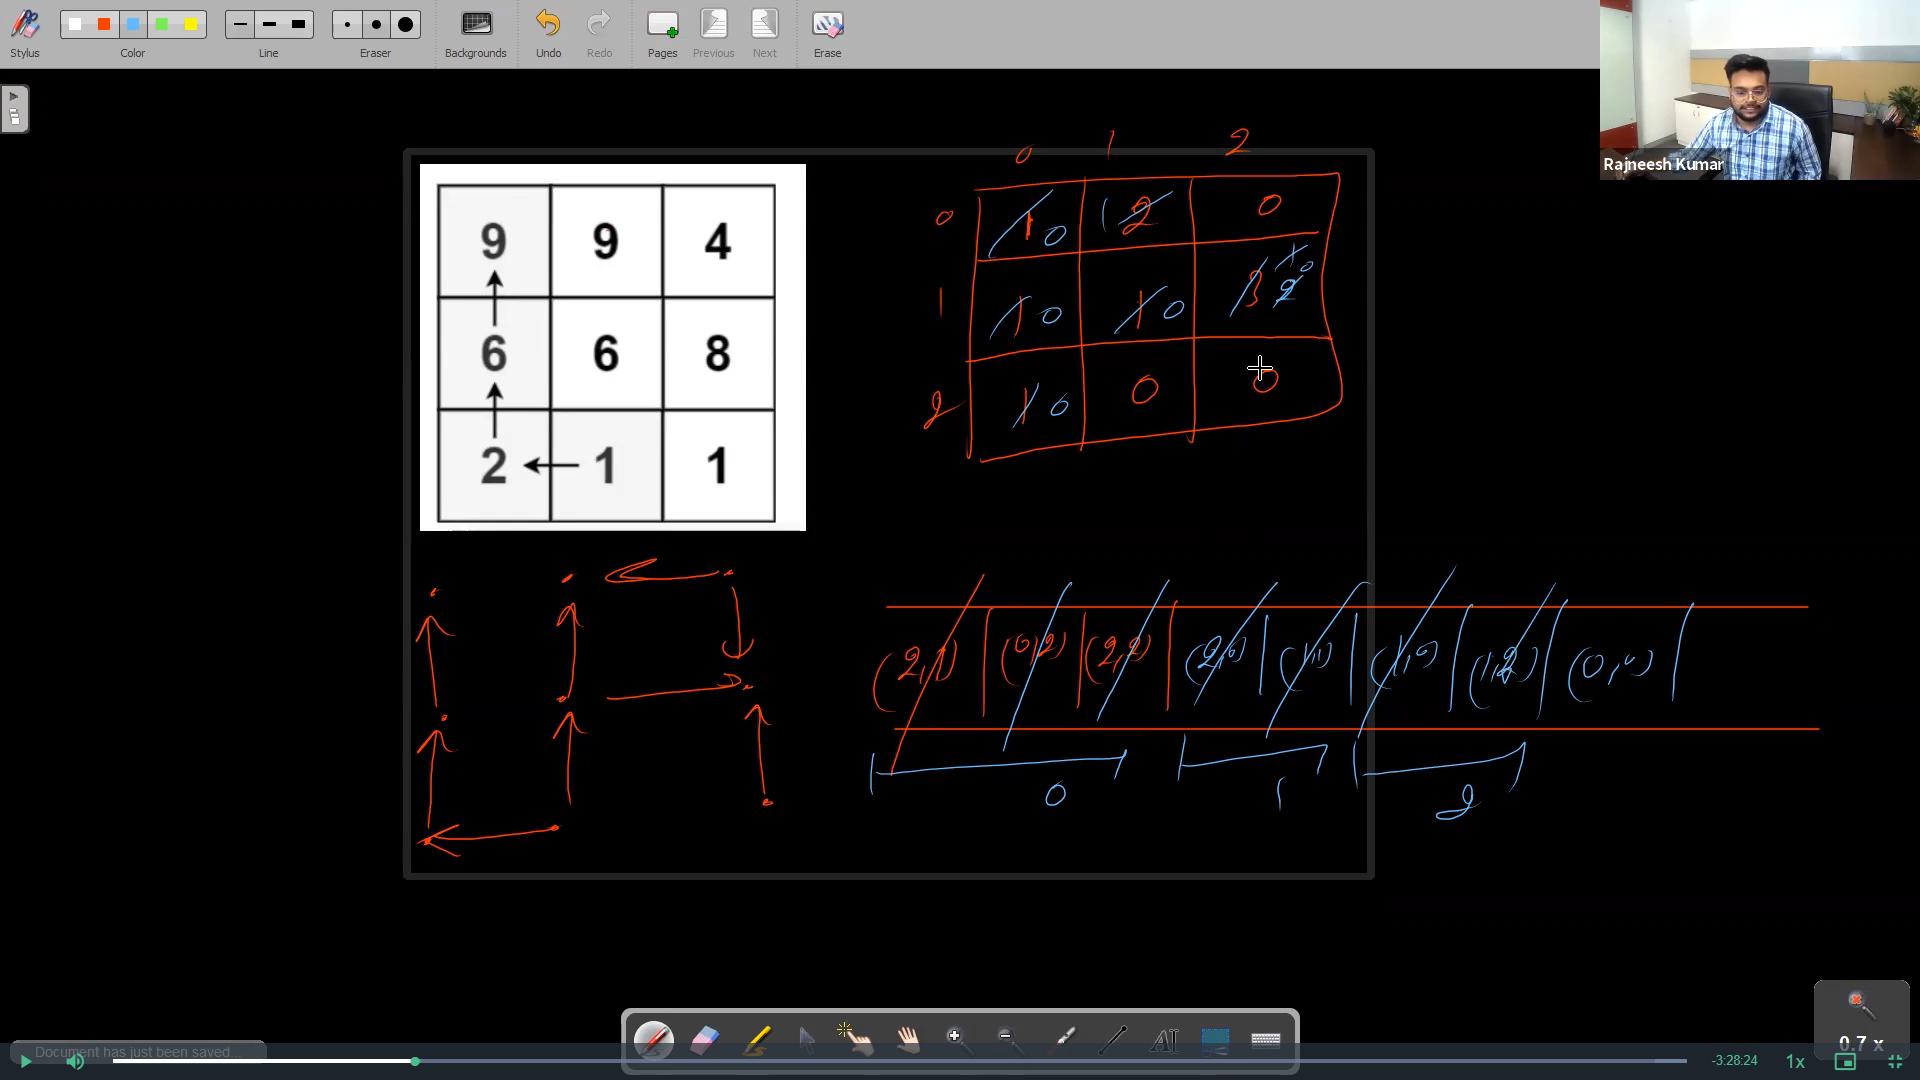 Stylus Color Line Eraser Backgrounds Undo Redo Pages Previous Next Erase
Rajneesh Kumar
0 1 2
9 9 4
6 6 8
2 1 1
0 1 0 1 2 0
1 1 0 1 0 3 2 1 0
2 1 0 0 0
(2,1) (0,2) (2,2) (2,0) (1,1) (1,0) (1,2) (0,0)
0 1 2
Document has just been saved...
0.7 x
-3:28:24 1x